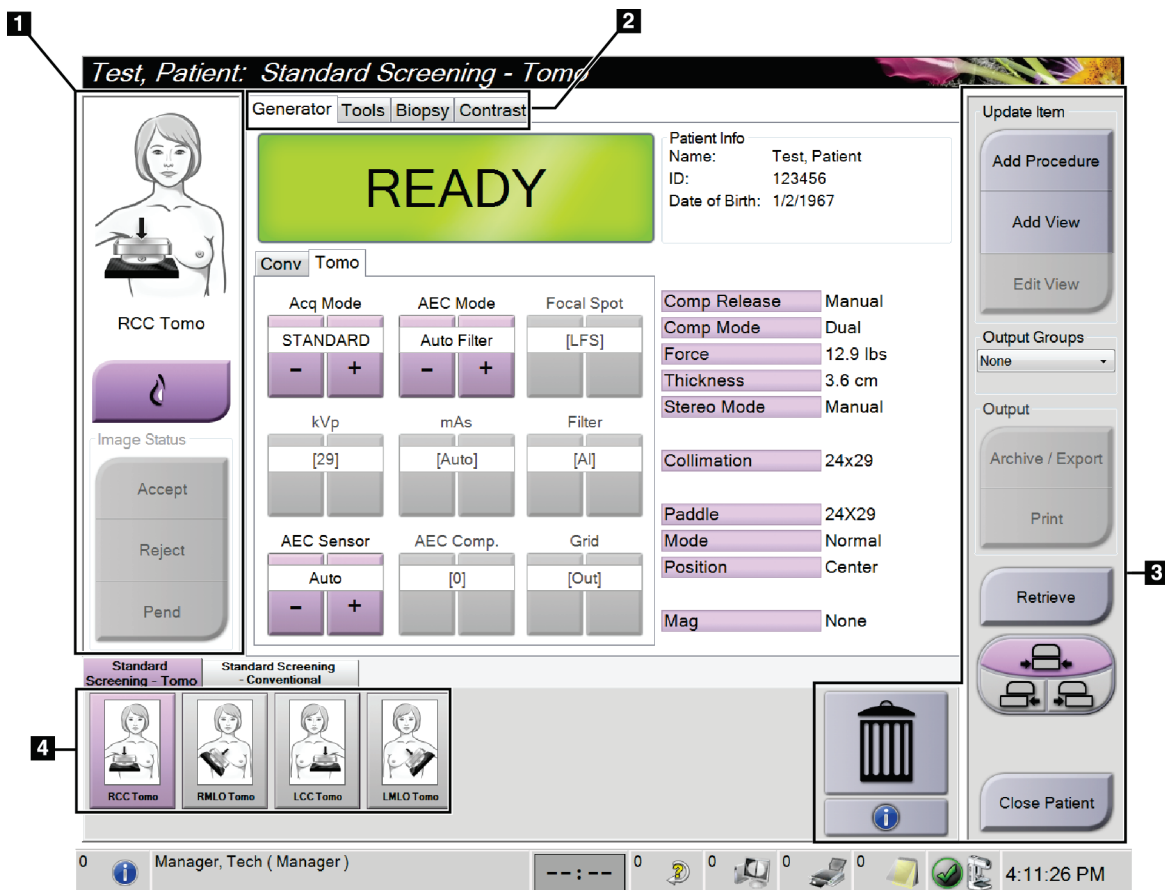 1
2
Test, Patient: Standard Screening - Tomo
Generator Tools Biopsy Contrast
READY
Patient Info
Name: Test, Patient
ID: 123456
Date of Birth: 1/2/1967
RCC Tomo
Image Status
Accept
Reject
Pend
Conv Tomo
Acq Mode AEC Mode Focal Spot
STANDARD Auto Filter [LFS]
- + - +
kVp mAs Filter
[29] [Auto] [Al]
AEC Sensor AEC Comp. Grid
Auto [0] [Out]
- +
Comp Release Manual
Comp Mode Dual
Force 12.9 lbs
Thickness 3.6 cm
Stereo Mode Manual
Collimation 24x29
Paddle 24X29
Mode Normal
Position Center
Mag None
Update Item
Add Procedure
Add View
Edit View
Output Groups
None
Output
Archive / Export
Print
3
Retrieve
Close Patient
Standard
Screening - Tomo
Standard Screening
- Conventional
4
RCC Tomo RMLO Tomo LCC Tomo LMLO Tomo
0 Manager, Tech ( Manager ) --:-- 0 0 0 0 4:11:26 PM